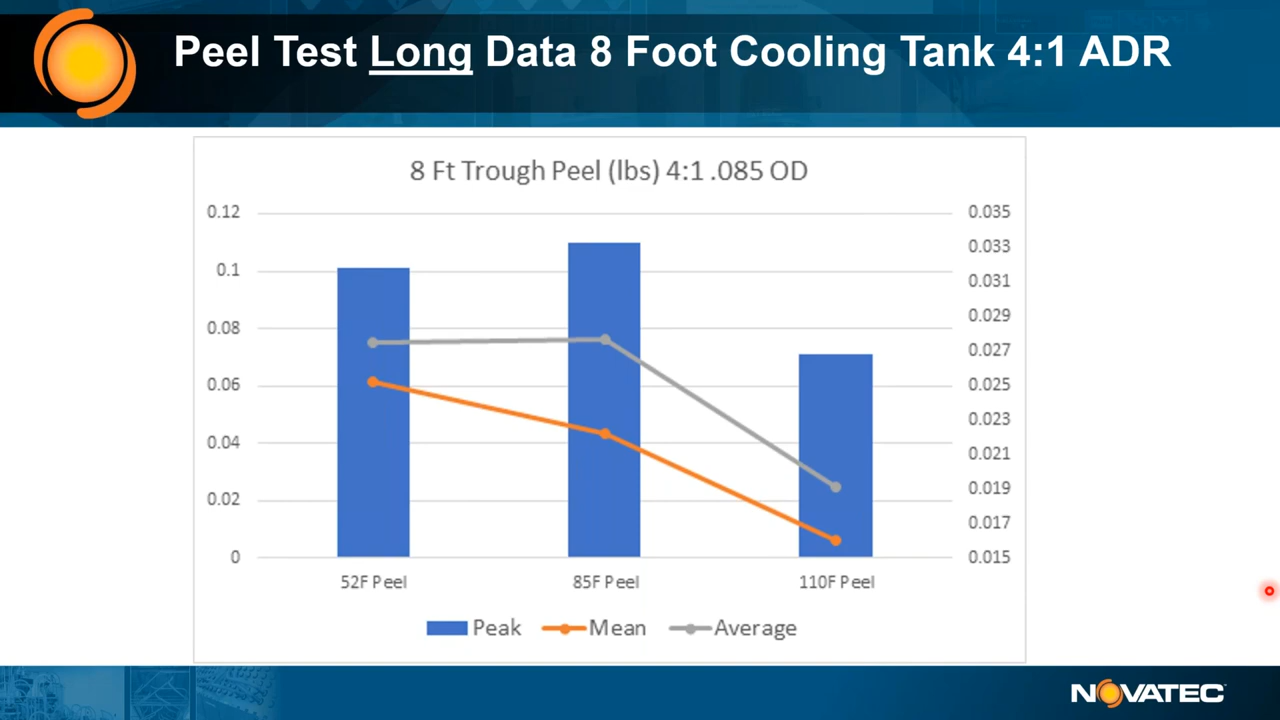 Peel Test Long Data 8 Foot Cooling Tank 4:1 ADR
8 Ft Trough Peel (lbs) 4:1 .085 OD
0.12
0.1
0.08
0.06
0.04
0.02
0
0.035
0.033
0.031
0.029
0.027
0.025
0.023
0.021
0.019
0.017
0.015
52F Peel
85F Peel
110F Peel
Peak
Mean
Average
NOVATEC